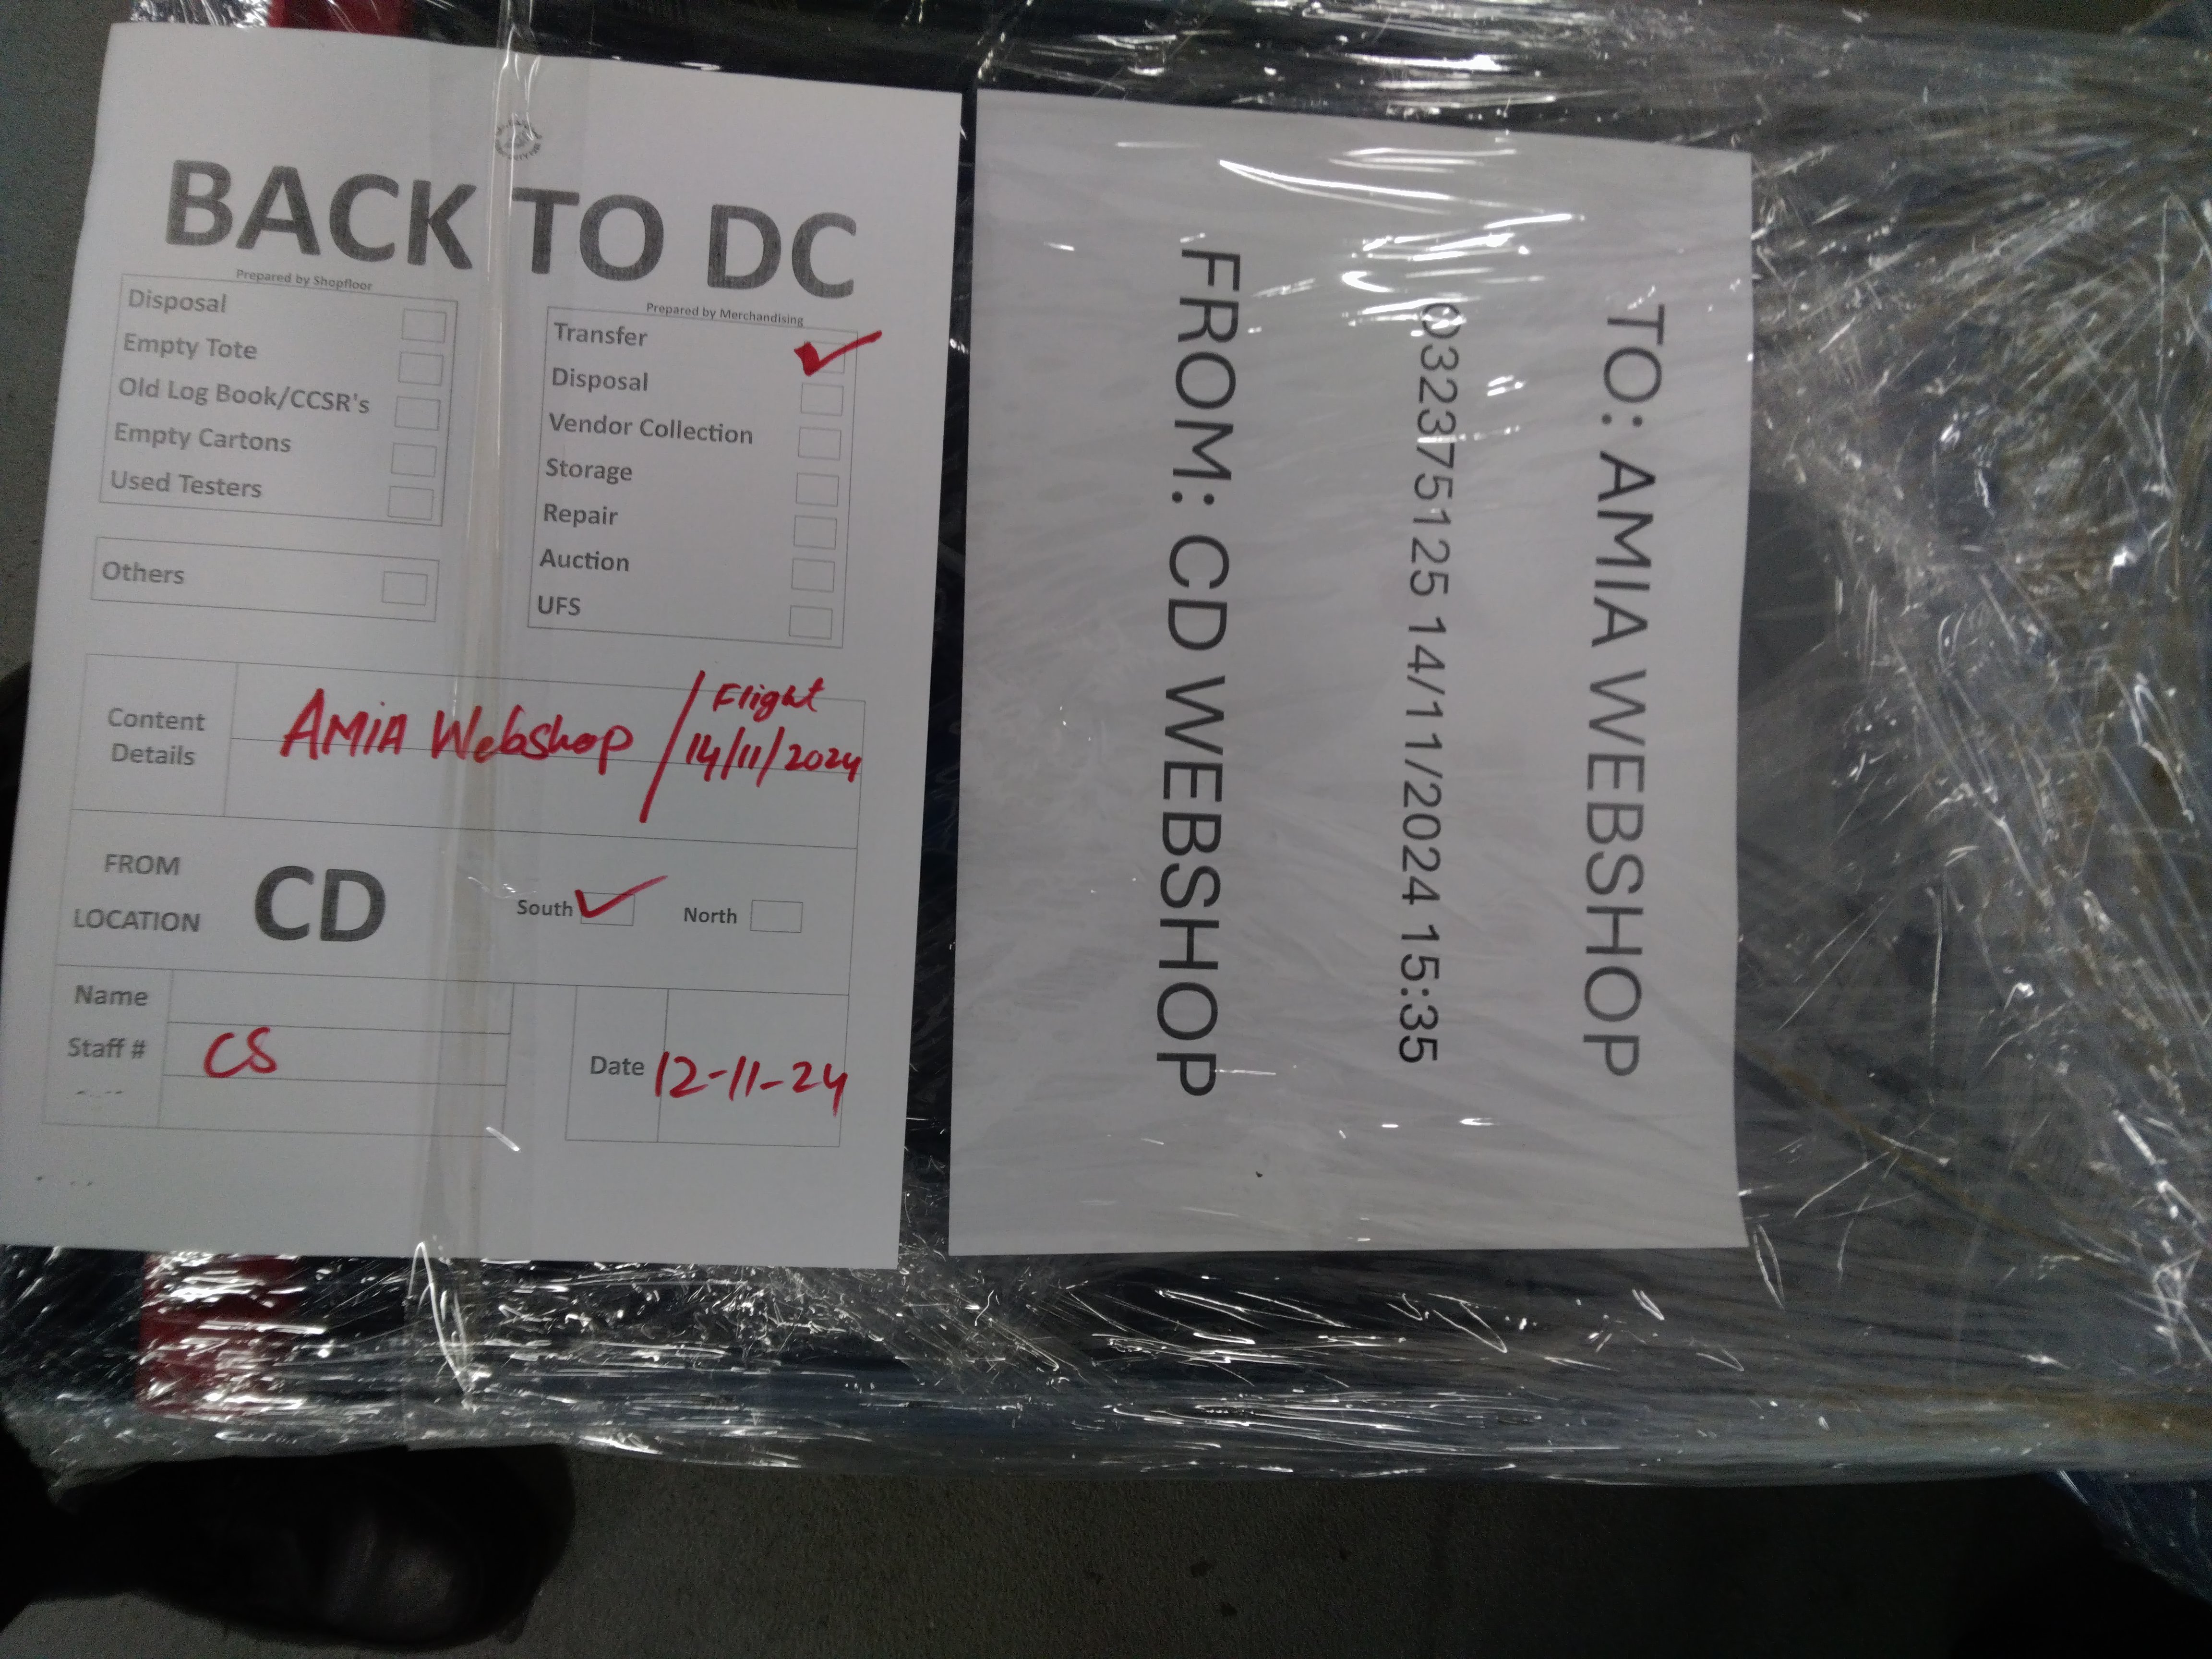 BACK TO DC
Prepared by Shopfloor
Disposal
Empty Tote
Old Log Book/CCSR's
Empty Cartons
Used Testers
Others
Prepared by Merchandising
Transfer
Disposal
Vendor Collection
Storage
Repair
Auction
UFS
Content
Details
AMIA Webshop / Flight
14/11/2024
FROM
LOCATION
CD
South
North
Name
Staff #
CS
Date
12-11-24
TO: AMIA WEBSHOP
032375125 14/11/2024 15:35
FROM: CD WEBSHOP